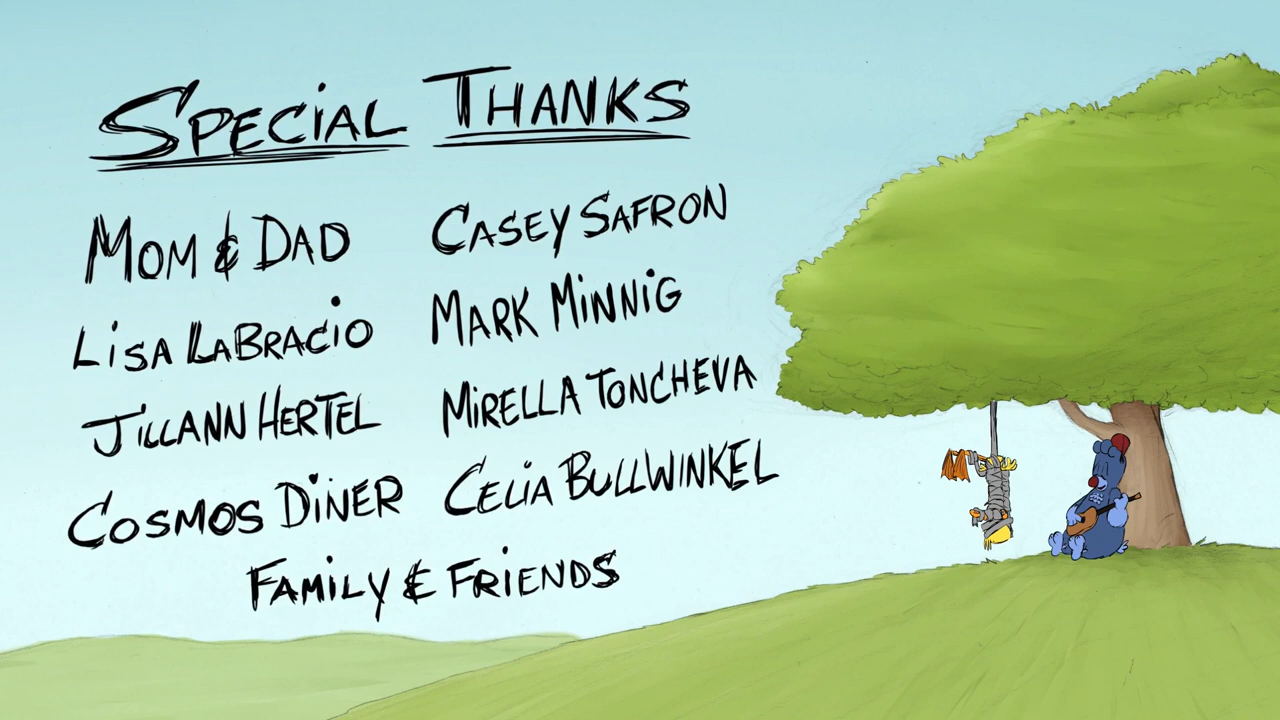 SPECIAL THANKS
MOM & DAD
CASEY SAFRON
LISA LABRACIO
MARK MINNIG
JILLANN HERTEL
MIRELLA TONCHEVA
COSMOS DINER
CELIA BULLWINKEL
FAMILY & FRIENDS